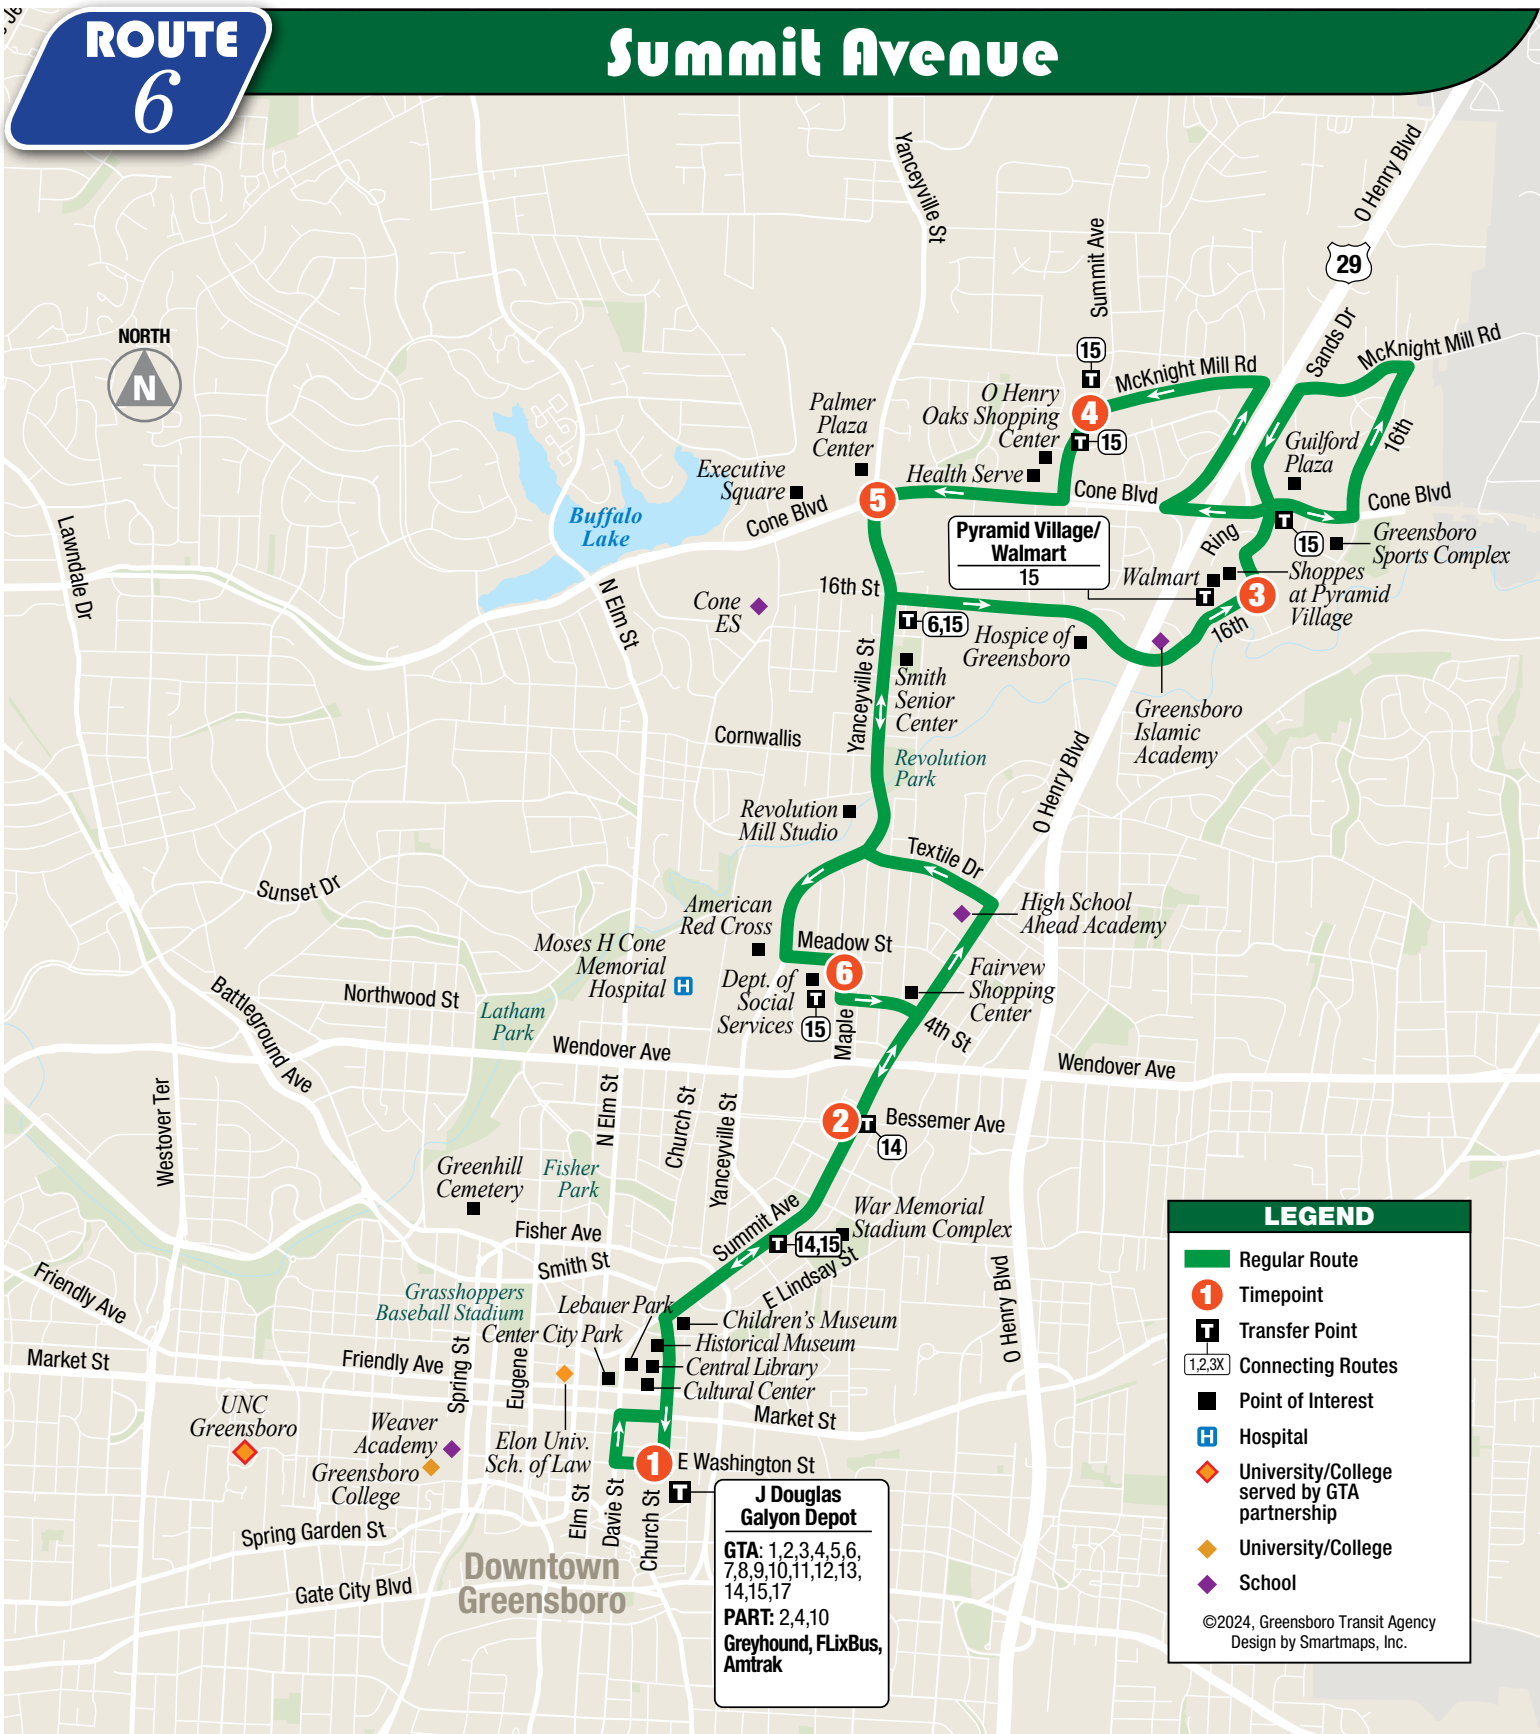 ROUTE
6
Summit Avenue
Yanceyville St
O Henry Blvd
Summit Ave
29
Sands Dr
McKnight Mill Rd
NORTH
N
15
T
McKnight Mill Rd
O Henry
Oaks Shopping
Center
4
T
15
Palmer
Plaza
Center
Guilford
Plaza
16th
Executive
Square
Health Serve
5
Cone Blvd
Cone Blvd
Cone Blvd
Buffalo
Lake
Lawndale Dr
Pyramid Village/
Walmart
15
Ring
T
15
Greensboro
Sports Complex
Walmart
T
Shoppes
at Pyramid
Village
3
16th St
N Elm St
Cone
ES
T
6,15
Hospice of
Greensboro
16th
Smith
Senior
Center
Yanceyville St
Greensboro
Islamic
Academy
Cornwallis
Revolution
Park
O Henry Blvd
Revolution
Mill Studio
Textile Dr
Sunset Dr
American
Red Cross
High School
Ahead Academy
Moses H Cone
Memorial
Hospital
H
Meadow St
6
Dept. of
Social
Services
T
15
Fairvew
Shopping
Center
Battleground Ave
Northwood St
Latham
Park
Maple
4th St
Wendover Ave
Wendover Ave
Westover Ter
N Elm St
Church St
Yanceyville St
2
T
Bessemer Ave
14
Greenhill
Cemetery
Fisher
Park
Fisher Ave
Summit Ave
War Memorial
Stadium Complex
T
14,15
E Lindsay St
Smith St
O Henry Blvd
Friendly Ave
Grasshoppers
Baseball Stadium
Lebauer Park
Center City Park
Children's Museum
Historical Museum
Central Library
Cultural Center
Market St
Friendly Ave
Spring St
Eugene
Market St
UNC
Greensboro
Weaver
Academy
Greensboro
College
Elon Univ.
Sch. of Law
1
E Washington St
T
Elm St
Davie St
Church St
Spring Garden St
Gate City Blvd
Downtown
Greensboro
J Douglas
Galyon Depot
GTA: 1,2,3,4,5,6,
7,8,9,10,11,12,13,
14,15,17
PART: 2,4,10
Greyhound, FLixBus,
Amtrak
LEGEND
Regular Route
1 Timepoint
T Transfer Point
1,2,3X Connecting Routes
Point of Interest
H Hospital
University/College
served by GTA
partnership
University/College
School
©2024, Greensboro Transit Agency
Design by Smartmaps, Inc.